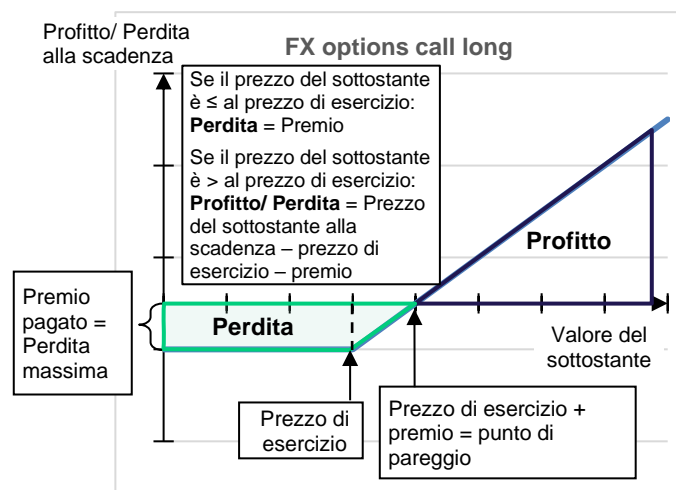 Profitto/ Perdita
alla scadenza
FX options call long
Se il prezzo del sottostante
è ≤ al prezzo di esercizio:
Perdita = Premio
Se il prezzo del sottostante
è > al prezzo di esercizio:
Profitto/ Perdita = Prezzo
del sottostante alla
scadenza – prezzo di
esercizio – premio
Profitto
Premio
pagato =
Perdita
massima
Perdita
Valore del
sottostante
Prezzo di
esercizio
Prezzo di esercizio +
premio = punto di
pareggio